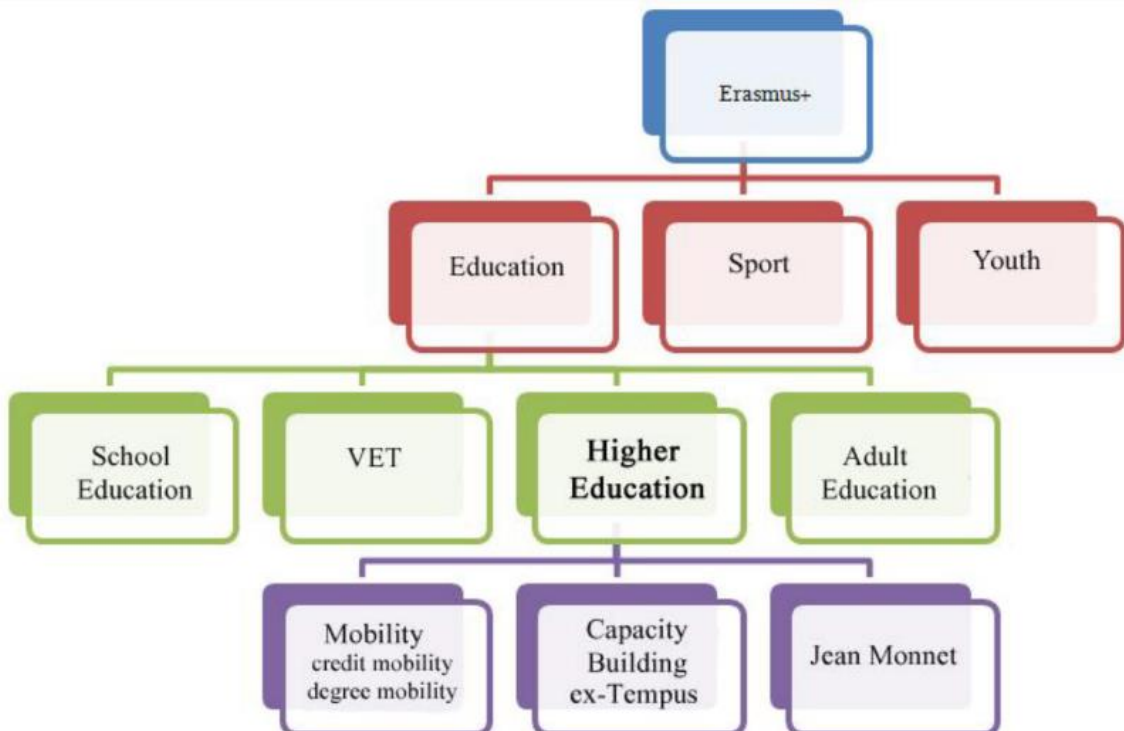 Erasmus+
Education
Sport
Youth
School
Education
VET
Higher
Education
Adult
Education
Mobility
credit mobility
degree mobility
Capacity
Building
ex-Tempus
Jean Monnet